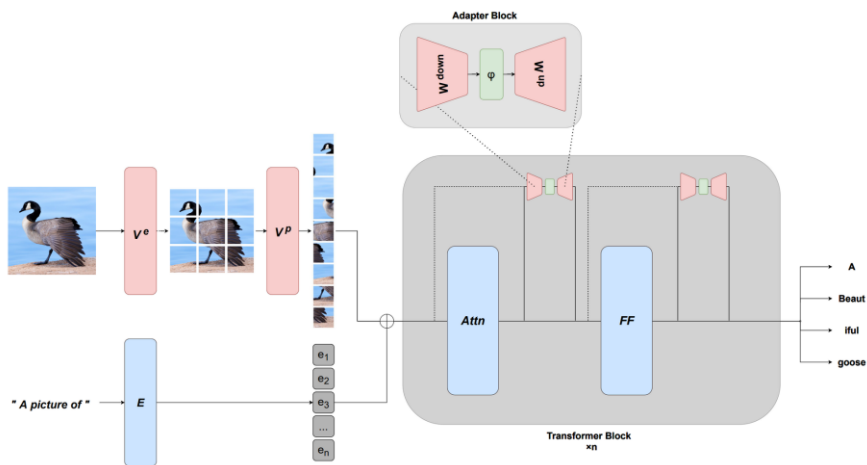 Adapter Block
W^down
φ
W^up
V^e
V^p
Attn
FF
A
Beaut
iful
goose
e₁
e₂
e₃
...
eₙ
" A picture of "
E
Transformer Block
×n